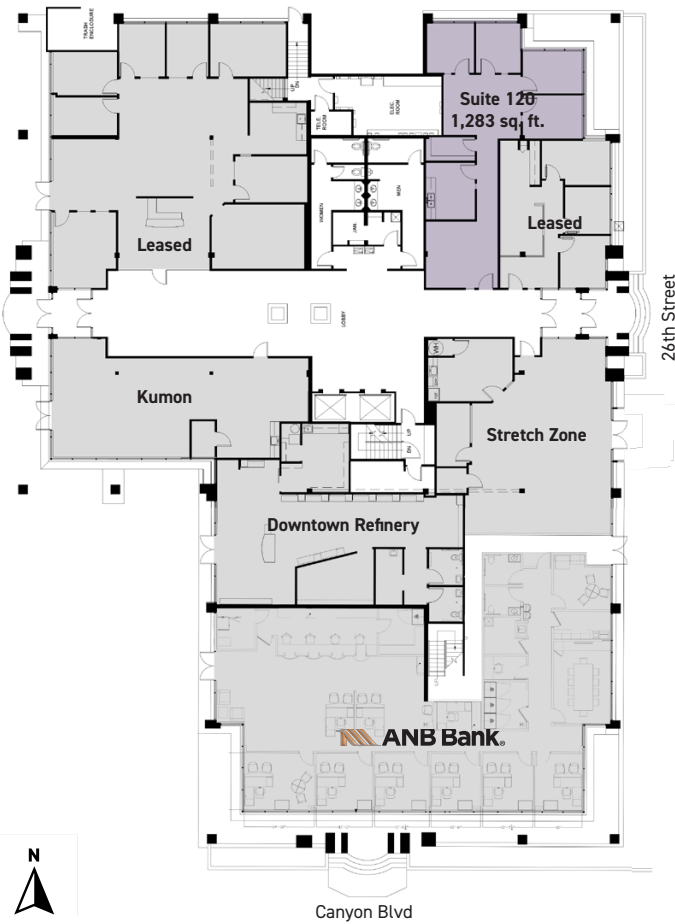 TRASH
ENCLOSURE
UP
DN
TELE.
ROOM
ELEC.
ROOM
Suite 120
1,283 sq. ft.
WOMEN
MEN
JAN.
Leased
Leased
LOBBY
26th Street
WH
Kumon
UP
DN
Stretch Zone
Downtown Refinery
ANB Bank®
N
Canyon Blvd